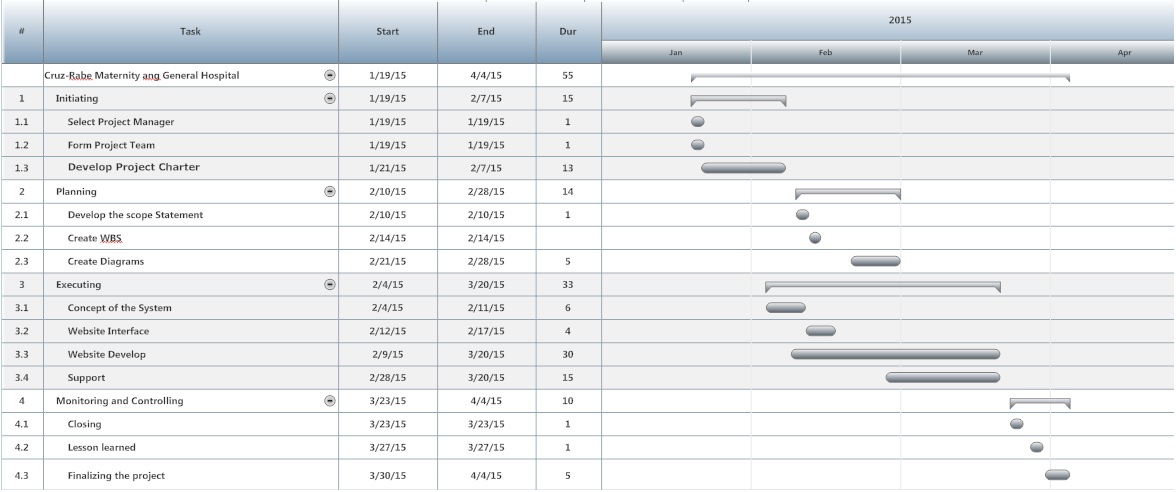 # Task Start End Dur 2015
Jan Feb Mar Apr
Cruz-Rabe Maternity ang General Hospital 1/19/15 4/4/15 55
1 Initiating 1/19/15 2/7/15 15
1.1 Select Project Manager 1/19/15 1/19/15 1
1.2 Form Project Team 1/19/15 1/19/15 1
1.3 Develop Project Charter 1/21/15 2/7/15 13
2 Planning 2/10/15 2/28/15 14
2.1 Develop the scope Statement 2/10/15 2/10/15 1
2.2 Create WBS 2/14/15 2/14/15
2.3 Create Diagrams 2/21/15 2/28/15 5
3 Executing 2/4/15 3/20/15 33
3.1 Concept of the System 2/4/15 2/11/15 6
3.2 Website Interface 2/12/15 2/17/15 4
3.3 Website Develop 2/9/15 3/20/15 30
3.4 Support 2/28/15 3/20/15 15
4 Monitoring and Controlling 3/23/15 4/4/15 10
4.1 Closing 3/23/15 3/23/15 1
4.2 Lesson learned 3/27/15 3/27/15 1
4.3 Finalizing the project 3/30/15 4/4/15 5